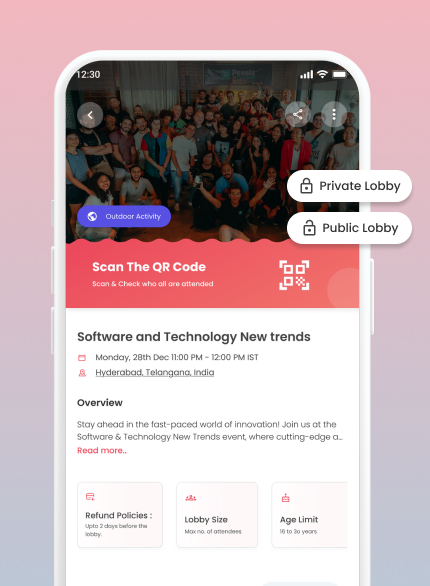 12:30
Private Lobby
Outdoor Activity
Public Lobby
Scan The QR Code
Scan & Check who all are attended
Software and Technology New trends
Monday, 28th Dec 11:00 PM - 12:00 PM IST
Hyderabad, Telangana, India
Overview
Stay ahead in the fast-paced world of innovation! Join us at the
Software & Technology New Trends event, where cutting-edge a...
Read more..
Refund Policies :
Upto 2 days before the
lobby.
Lobby Size
Max no. of attendees
Age Limit
16 to 3o years